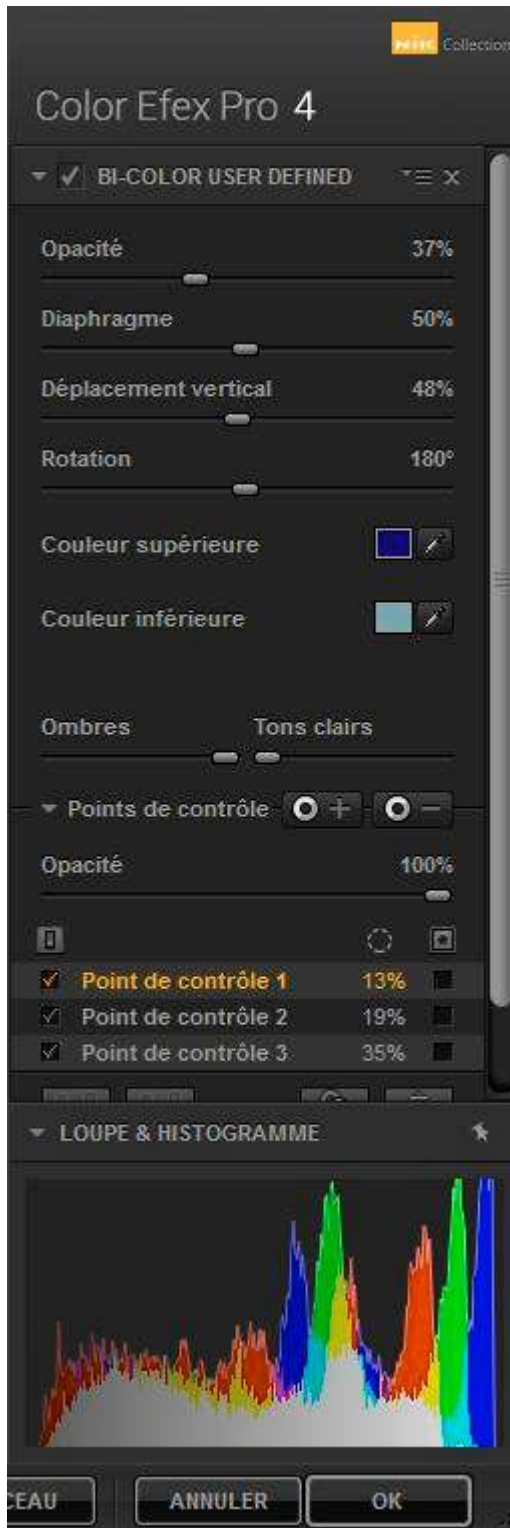 Nik Collection
Color Efex Pro 4
BI-COLOR USER DEFINED
Opacité 37%
Diaphragme 50%
Déplacement vertical 48%
Rotation 180°
Couleur supérieure
Couleur inférieure
Ombres Tons clairs
Points de contrôle
Opacité 100%
Point de contrôle 1 13%
Point de contrôle 2 19%
Point de contrôle 3 35%
LOUPE & HISTOGRAMME
CEAU ANNULER OK